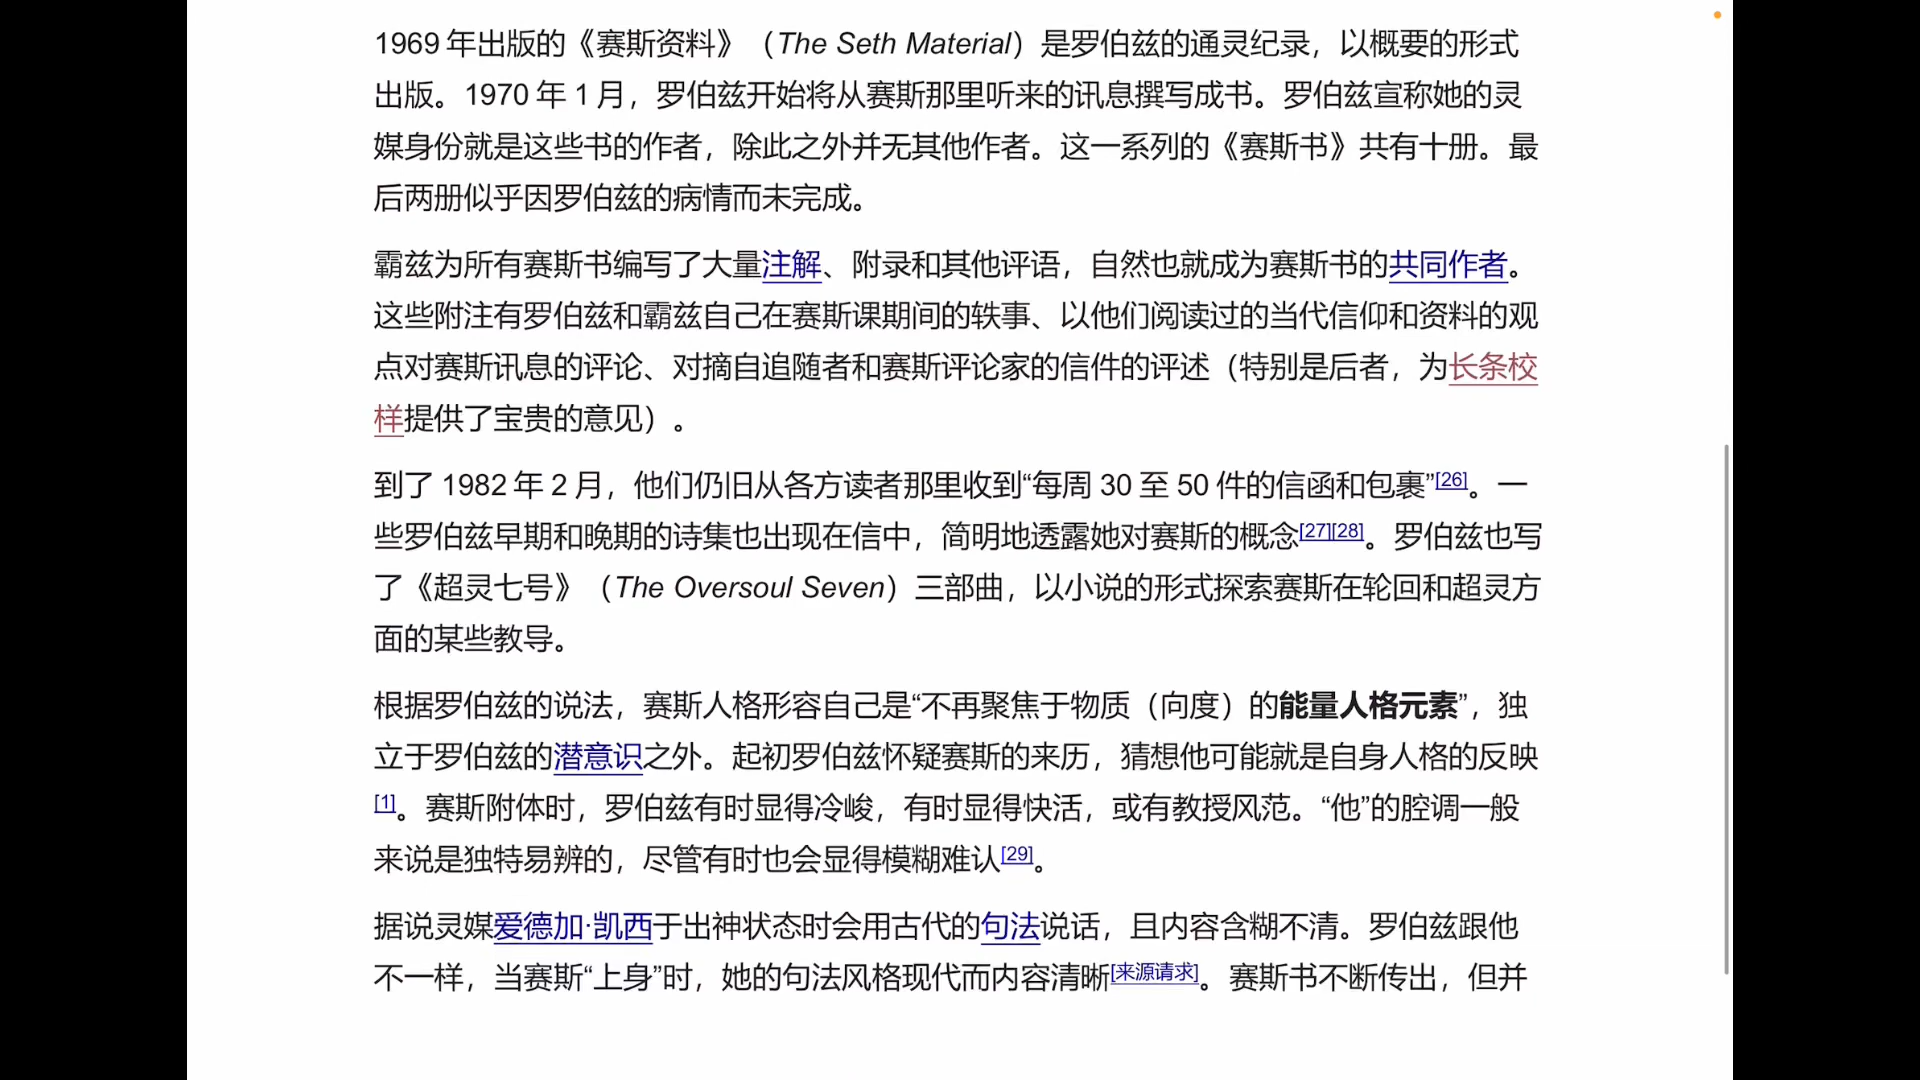 1969 年出版的《赛斯资料》（The Seth Material）是罗伯兹的通灵纪录，以概要的形式
出版。1970 年 1 月，罗伯兹开始将从赛斯那里听来的讯息撰写成书。罗伯兹宣称她的灵
媒身份就是这些书的作者，除此之外并无其他作者。这一系列的《赛斯书》共有十册。最
后两册似乎因罗伯兹的病情而未完成。
霸兹为所有赛斯书编写了大量注解、附录和其他评语，自然也就成为赛斯书的共同作者。
这些附注有罗伯兹和霸兹自己在赛斯课期间的轶事、以他们阅读过的当代信仰和资料的观
点对赛斯讯息的评论、对摘自追随者和赛斯评论家的信件的评述（特别是后者，为长条校
样提供了宝贵的意见）。
到了 1982 年 2 月，他们仍旧从各方读者那里收到“每周 30 至 50 件的信函和包裹”[26]。一
些罗伯兹早期和晚期的诗集也出现在信中，简明地透露她对赛斯的概念[27][28]。罗伯兹也写
了《超灵七号》（The Oversoul Seven）三部曲，以小说的形式探索赛斯在轮回和超灵方
面的某些教导。
根据罗伯兹的说法，赛斯人格形容自己是“不再聚焦于物质（向度）的能量人格元素”，独
立于罗伯兹的潜意识之外。起初罗伯兹怀疑赛斯的来历，猜想他可能就是自身人格的反映
[1]。赛斯附体时，罗伯兹有时显得冷峻，有时显得快活，或有教授风范。“他”的腔调一般
来说是独特易辨的，尽管有时也会显得模糊难认[29]。
据说灵媒爱德加·凯西于出神状态时会用古代的句法说话，且内容含糊不清。罗伯兹跟他
不一样，当赛斯“上身”时，她的句法风格现代而内容清晰[来源请求]。赛斯书不断传出，但并